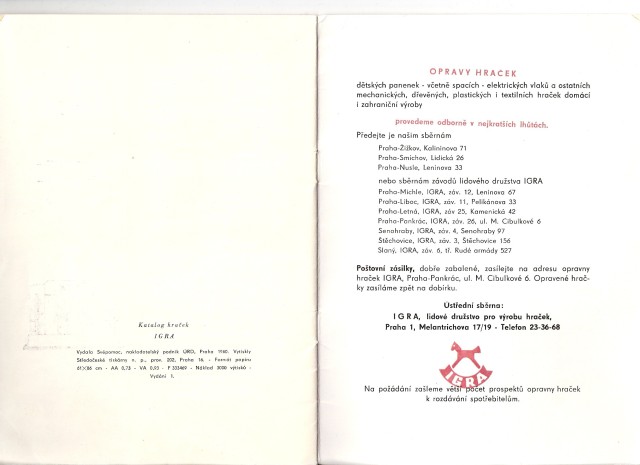 Katalog hraček
IGRA
Vydalo Svépomoc, nakladatelský podnik ÚRD, Praha 1960. Vytiskly
Středočeské tiskárny n. p., prov. 202, Praha 16. - Formát papíru
61×86 cm - AA 0,73 - VA 0,93 - F 333469 - Náklad 3000 výtisků -
Vydání 1.
OPRAVY HRACEK
dětských panenek - včetně spacích - elektrických vlaků a ostatních
mechanických, dřevěných, plastických i textilních hraček domácí
i zahraniční výroby
provedeme odborně v nejkratších lhůtách.
Předejte je našim sběrnám
Praha-Žižkov, Kalininova 71
Praha-Smíchov, Lidická 26
Praha-Nusle, Leninova 33
nebo sběrnám závodů lidového družstva IGRA
Praha-Michle, IGRA, záv. 12, Leninova 67
Praha-Liboc, IGRA, záv. 11, Pelikánova 33
Praha-Letná, IGRA, záv 25, Kamenická 42
Praha-Pankrác, IGRA, záv. 26, ul. M. Cibulkové 6
Senohraby, IGRA, záv. 4, Senohraby 97
Štěchovice, IGRA, záv. 3, Štěchovice 156
Slaný, IGRA, záv. 6, tř. Rudé armády 527
Poštovní zásilky, dobře zabalené, zasílejte na adresu opravny
hraček IGRA, Praha-Pankrác, ul. M. Cibulkové 6. Opravené hrač-
ky zasíláme zpět na dobírku.
Ústřední sběrna:
IGRA, lidové družstvo pro výrobu hraček,
Praha 1, Melantrichova 17/19 - Telefon 23-36-68
IGRA
Na požádání zašleme větší počet prospektů opravny hraček
k rozdávání spotřebitelům.